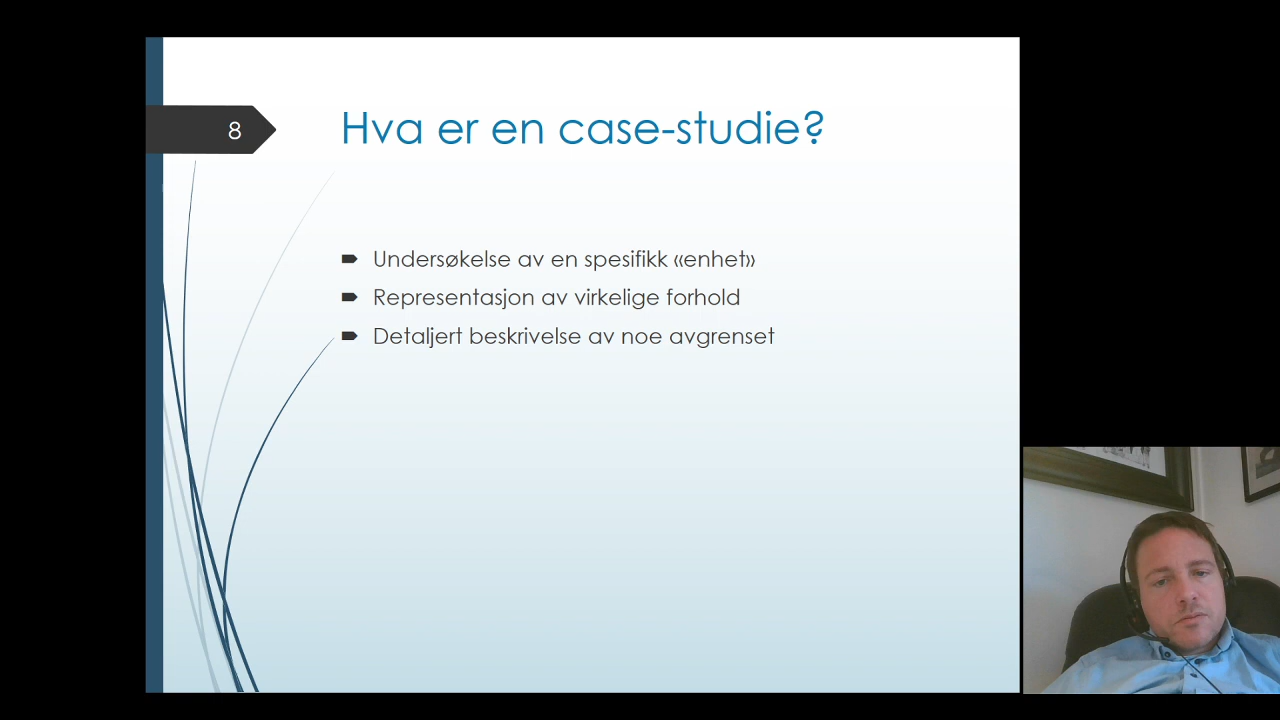 8
Hva er en case-studie?
Undersøkelse av en spesifikk «enhet»
Representasjon av virkelige forhold
Detaljert beskrivelse av noe avgrenset